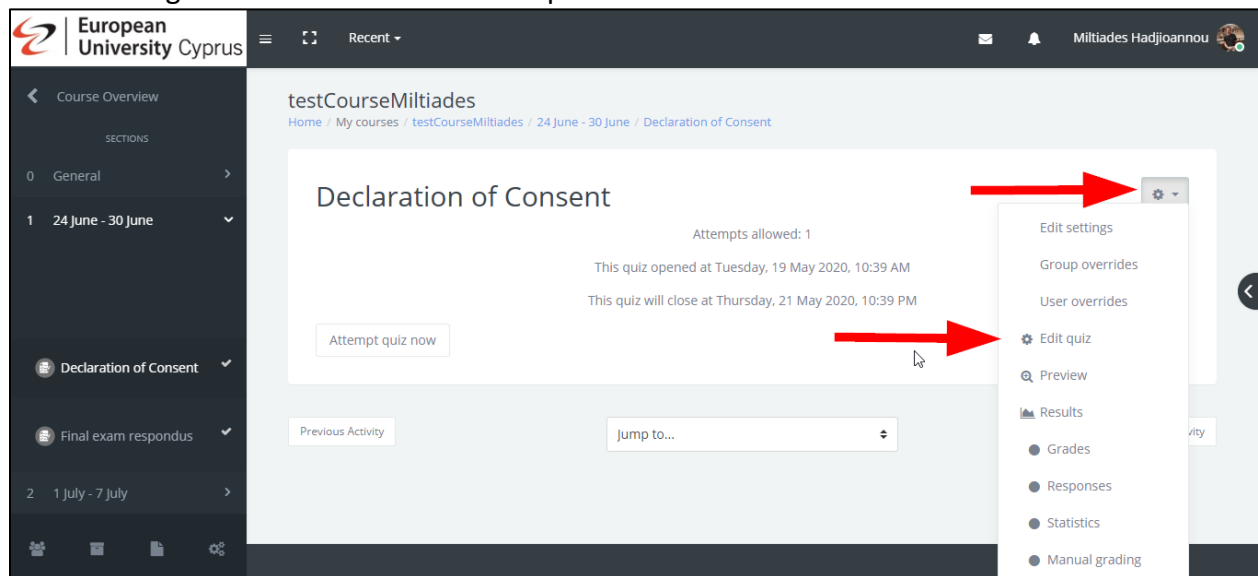 European
University Cyprus
Recent
Miltiades Hadjioannou
Course Overview
SECTIONS
0 General
1 24 June - 30 June
Declaration of Consent
Final exam respondus
2 1 July - 7 July
testCourseMiltiades
Home / My courses / testCourseMiltiades / 24 June - 30 June / Declaration of Consent
Declaration of Consent
Attempts allowed: 1
This quiz opened at Tuesday, 19 May 2020, 10:39 AM
This quiz will close at Thursday, 21 May 2020, 10:39 PM
Attempt quiz now
Previous Activity
Jump to...
vity
Edit settings
Group overrides
User overrides
Edit quiz
Preview
Results
Grades
Responses
Statistics
Manual grading